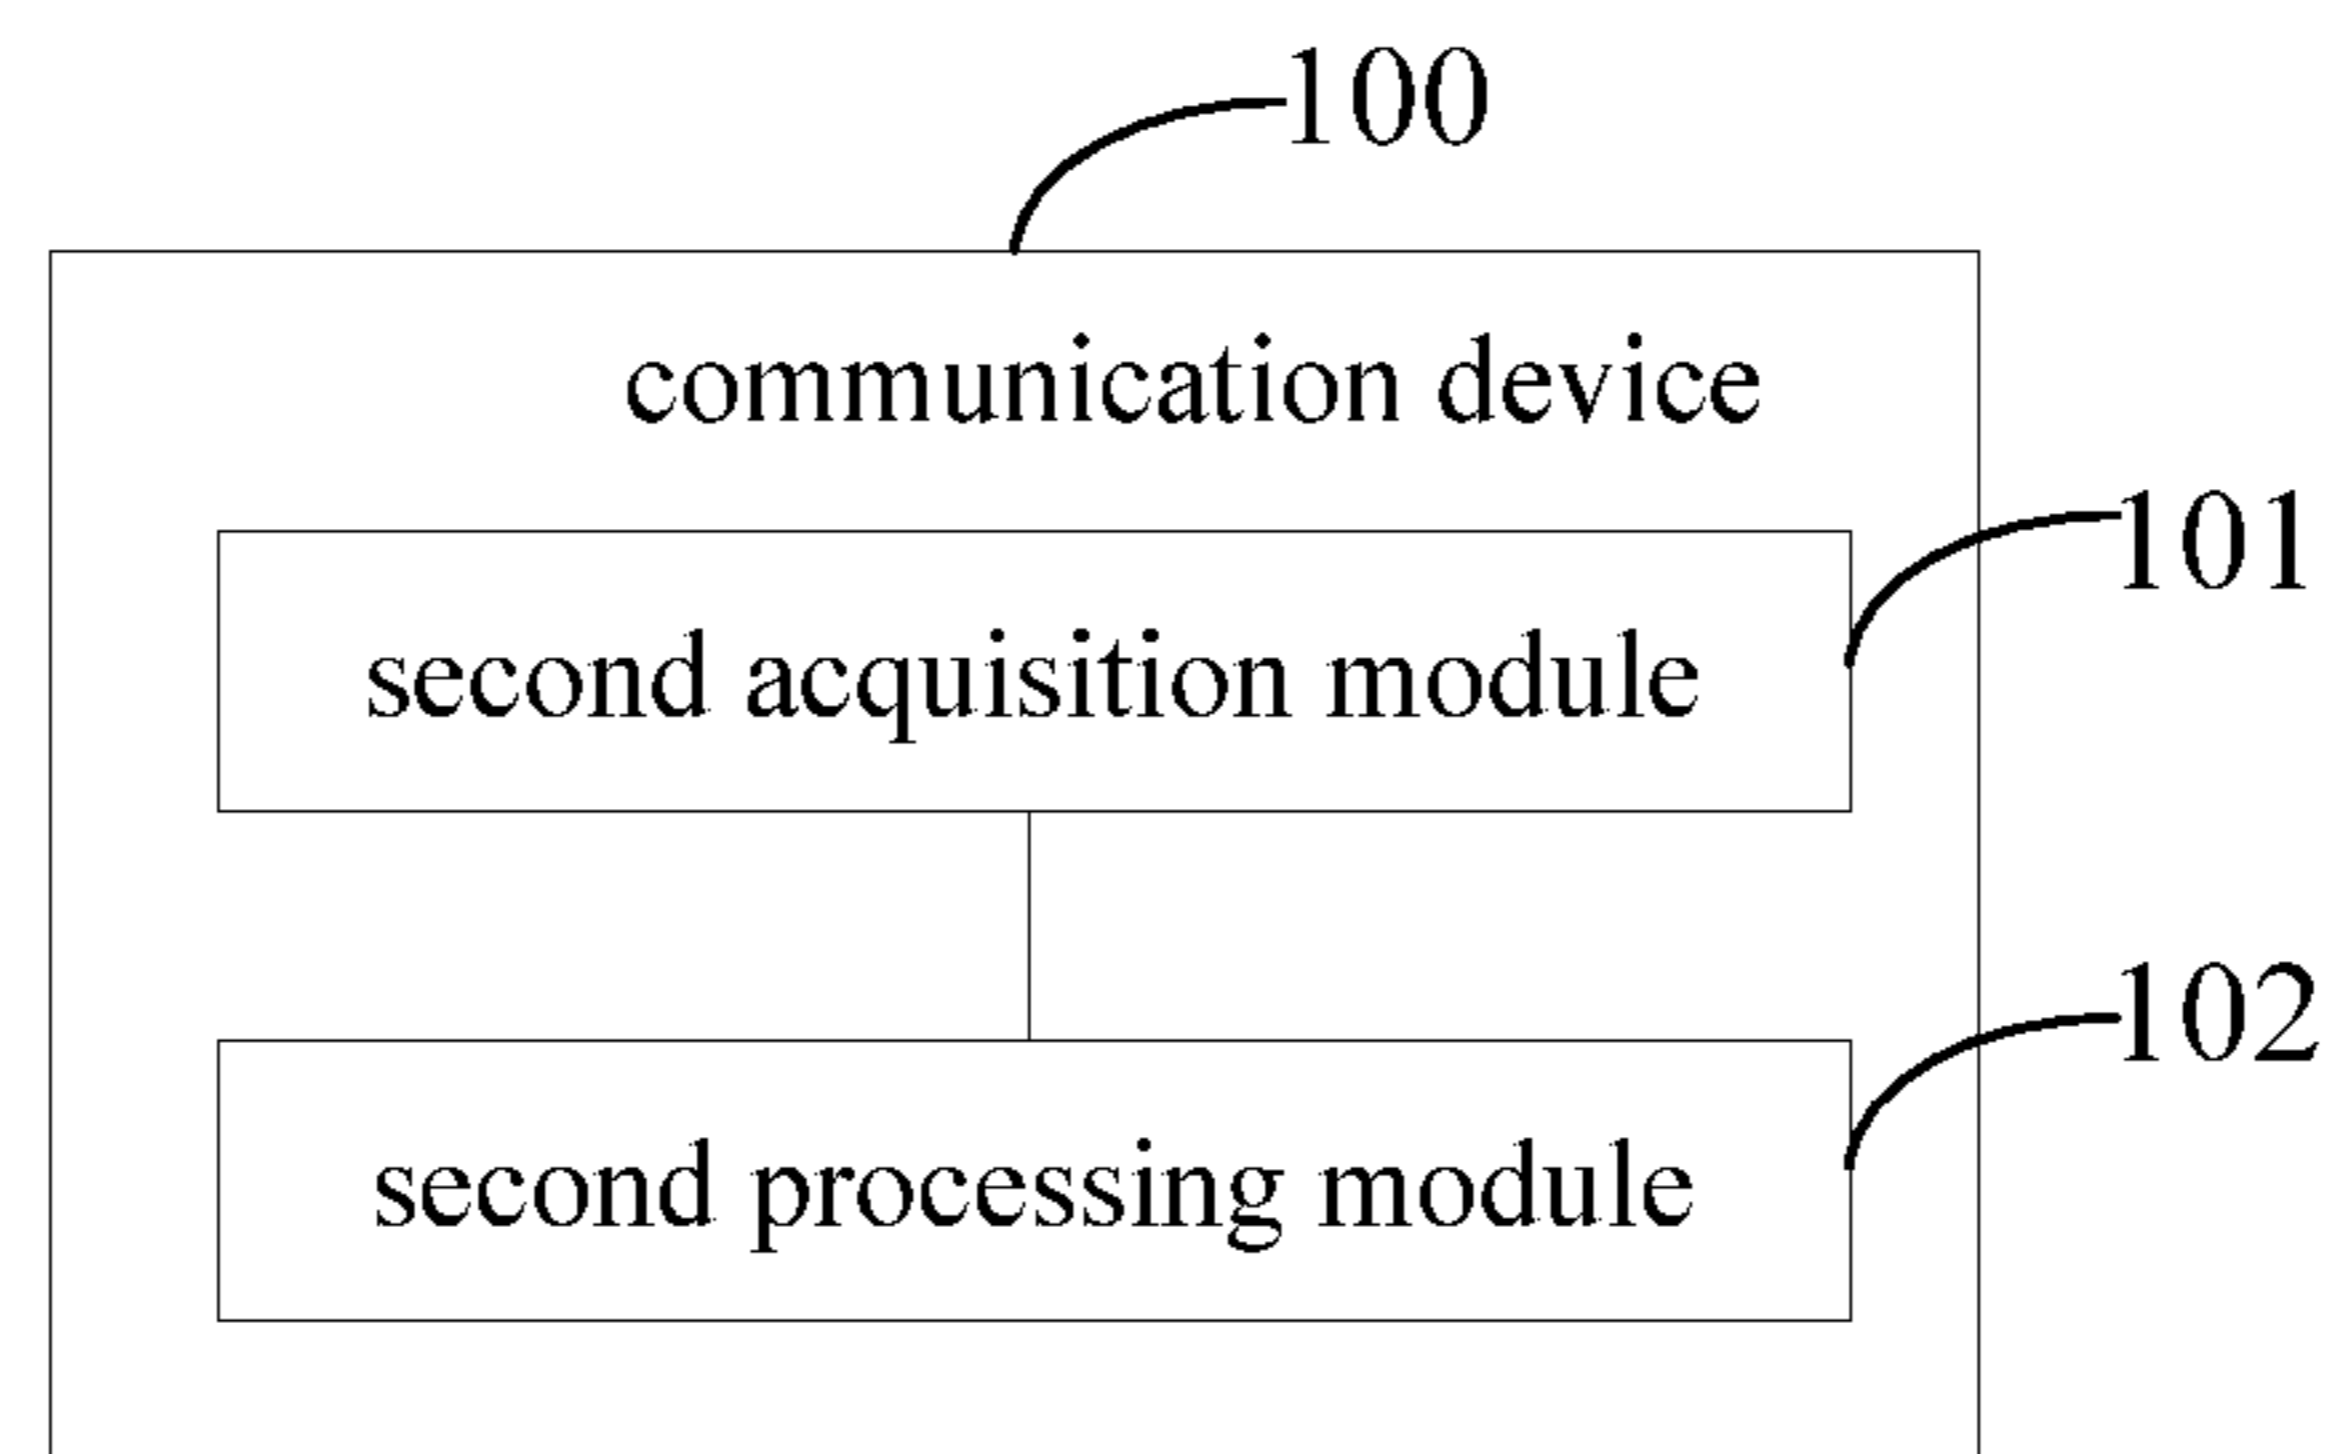 100
communication device
101
second acquisition module
102
second processing module